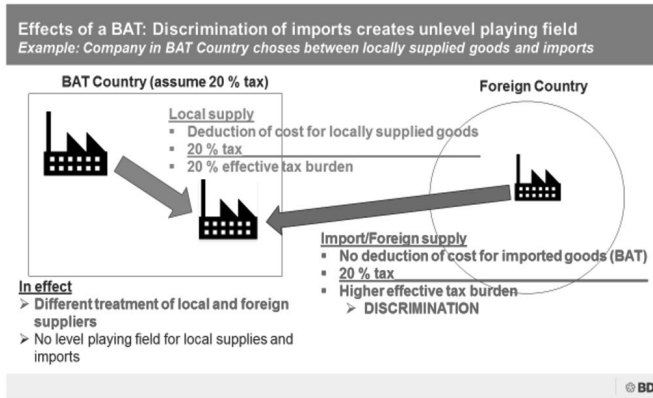 Effects of a BAT: Discrimination of imports creates unlevel playing field
Example: Company in BAT Country choses between locally supplied goods and imports
BAT Country (assume 20 % tax)
Foreign Country
Local supply
▪ Deduction of cost for locally supplied goods
▪ 20 % tax
▪ 20 % effective tax burden
Import/Foreign supply
▪ No deduction of cost for imported goods (BAT)
▪ 20 % tax
▪ Higher effective tax burden
➢ DISCRIMINATION
In effect
➢ Different treatment of local and foreign
suppliers
➢ No level playing field for local supplies and
imports
BD